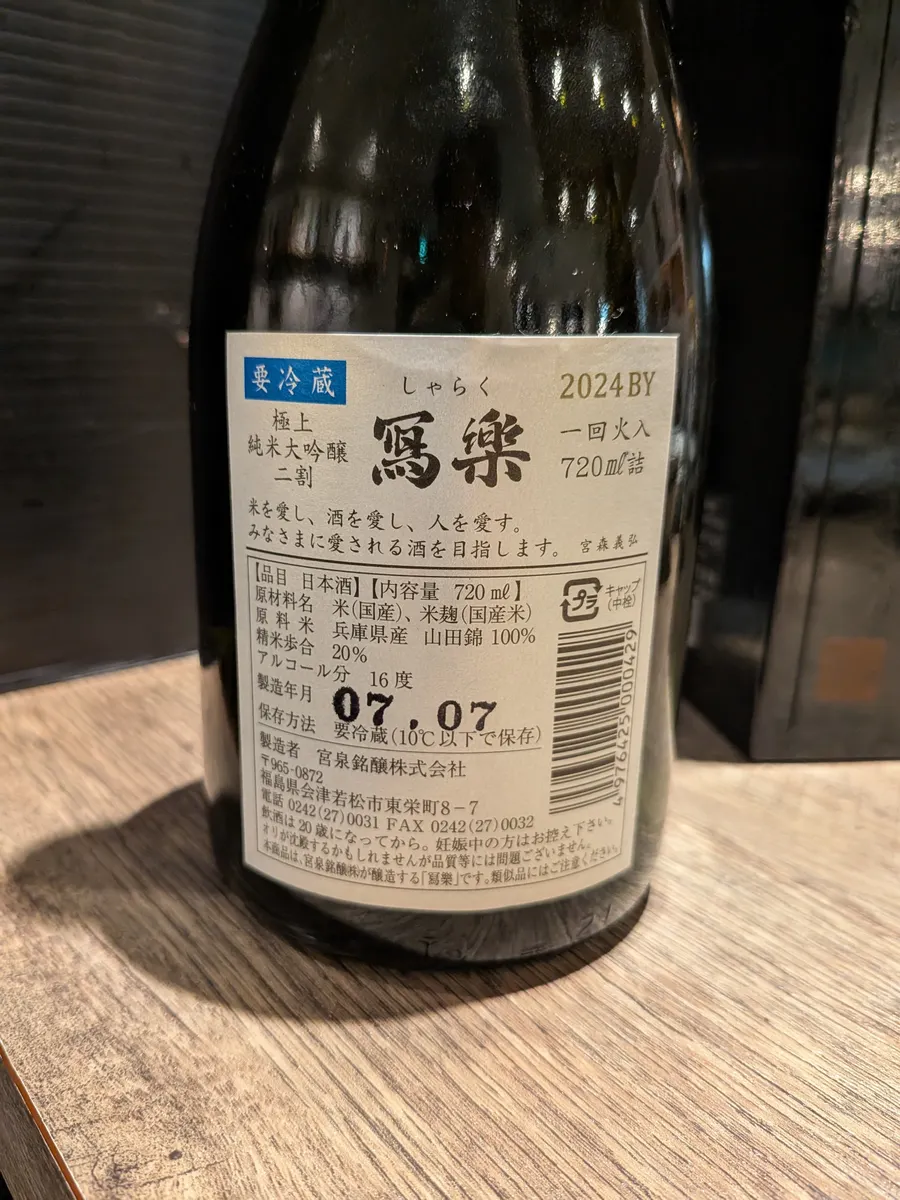 要冷蔵
極上
純米大吟醸
二割
しゃらく
冩樂
2024BY
一回火入
720㎖詰
米を愛し、酒を愛し、人を愛す。
みなさまに愛される酒を目指します。 宮森義弘
【品目 日本酒】【内容量 720㎖】
原材料名 米(国産)、米麹(国産米)
原料米 兵庫県産 山田錦100%
精米歩合 20%
アルコール分 16度
製造年月 07.07
保存方法 要冷蔵(10℃以下で保存)
プラ
キャップ
(中栓)
4976425000429
製造者 宮泉銘醸株式会社
〒965-0872
福島県会津若松市東栄町8-7
電話 0242(27)0031 FAX 0242(27)0032
飲酒は20歳になってから。妊娠中の方はお控え下さい。
オリが沈殿するかもしれませんが品質等には問題ございません。
本商品は、宮泉銘醸㈱が醸造する「冩樂」です。類似品にはご注意ください。